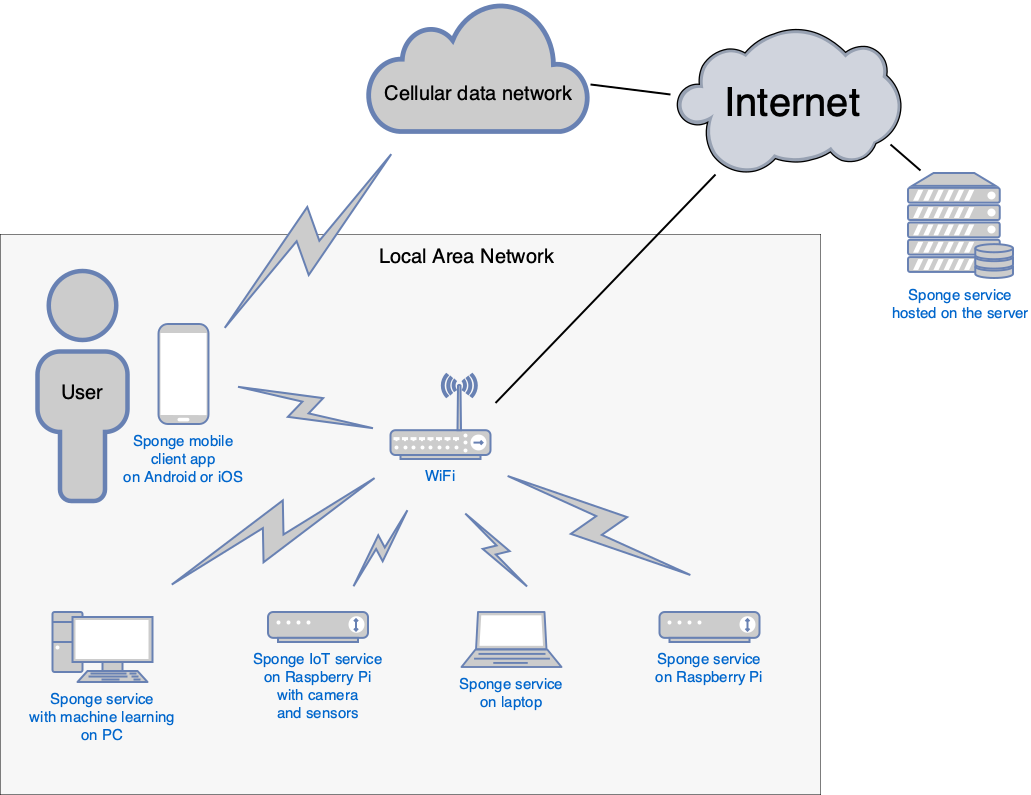 Cellular data network
Internet
Local Area Network
Sponge service
hosted on the server
User
Sponge mobile
client app
on Android or iOS
WiFi
Sponge service
with machine learning
on PC
Sponge IoT service
on Raspberry Pi
with camera
and sensors
Sponge service
on laptop
Sponge service
on Raspberry Pi